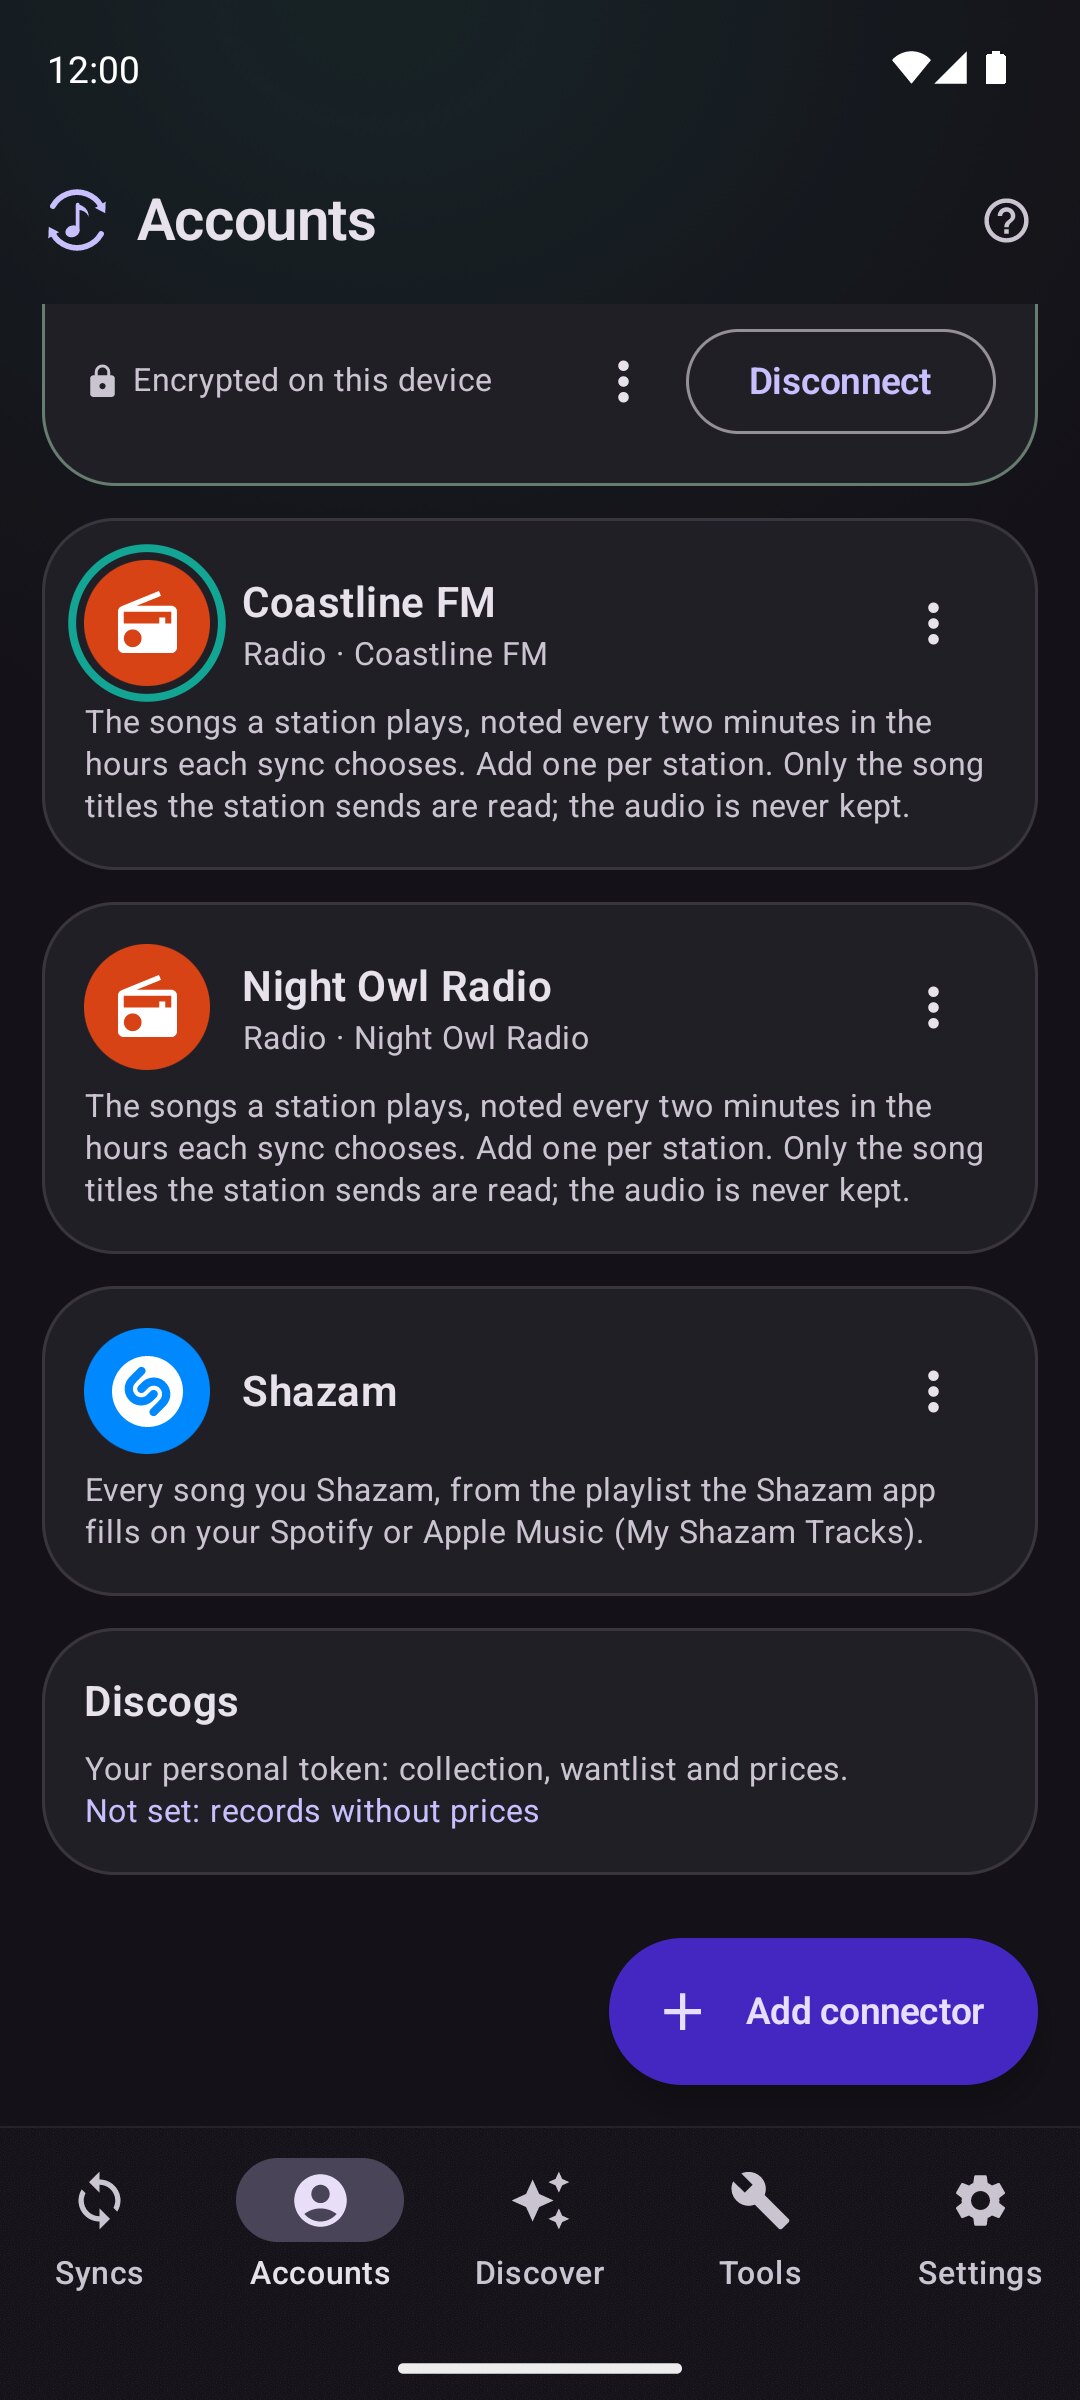 12:00
Accounts
Encrypted on this device
Disconnect
Coastline FM
Radio · Coastline FM
The songs a station plays, noted every two minutes in the
hours each sync chooses. Add one per station. Only the song
titles the station sends are read; the audio is never kept.
Night Owl Radio
Radio · Night Owl Radio
The songs a station plays, noted every two minutes in the
hours each sync chooses. Add one per station. Only the song
titles the station sends are read; the audio is never kept.
Shazam
Every song you Shazam, from the playlist the Shazam app
fills on your Spotify or Apple Music (My Shazam Tracks).
Discogs
Your personal token: collection, wantlist and prices.
Not set: records without prices
Add connector
Syncs
Accounts
Discover
Tools
Settings